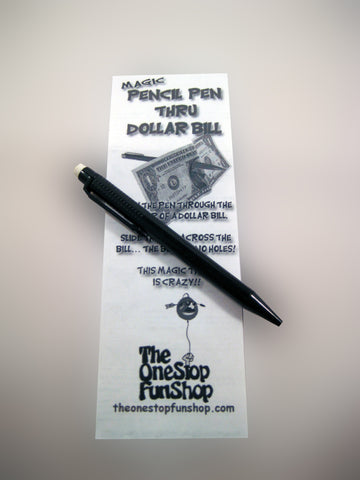 MAGIC
PENCIL PEN
THRU
DOLLAR BILL
THE PEN THROUGH THE
OF A DOLLAR BILL
SLIDE ACROSS THE
BILL... THE NO HOLES!
THIS MAGIC
IS CRAZY!!
The
OneStop
FunShop
theonestopfunshop.com